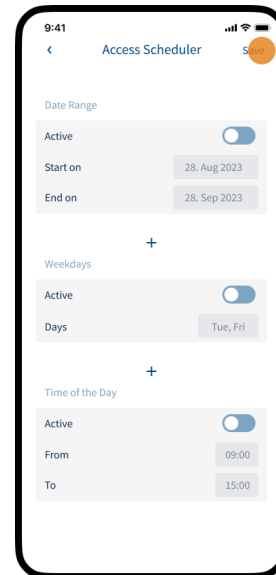 9:41
Access Scheduler Save
Date Range
Active
Start on 28. Aug 2023
End on 28. Sep 2023
+
Weekdays
Active
Days Tue, Fri
+
Time of the Day
Active
From 09:00
To 15:00